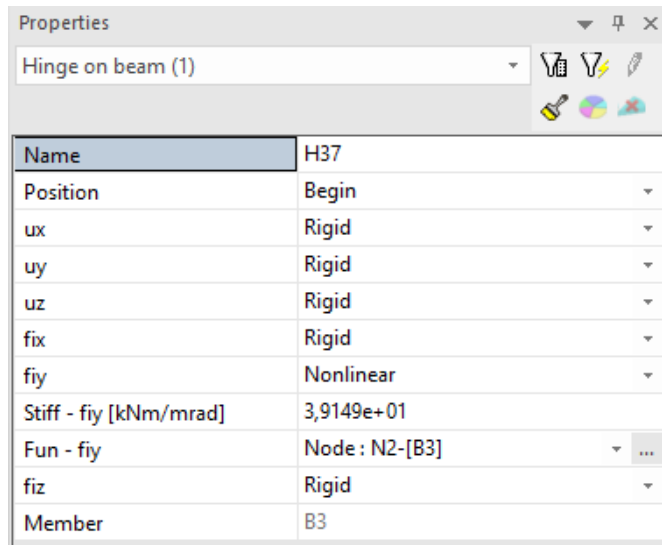 Properties
Hinge on beam (1)
Name H37
Position Begin
ux Rigid
uy Rigid
uz Rigid
fix Rigid
fiy Nonlinear
Stiff - fiy [kNm/mrad] 3,9149e+01
Fun - fiy Node : N2-[B3] ...
fiz Rigid
Member B3